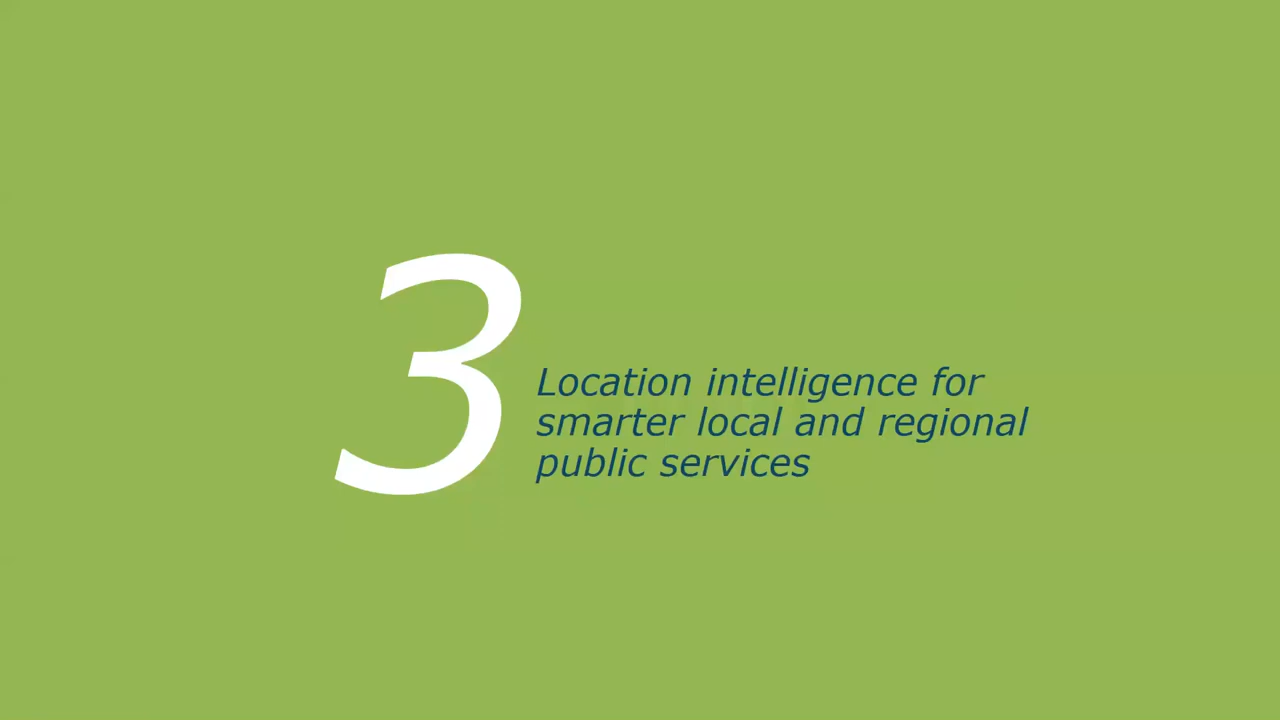 3
Location intelligence for
smarter local and regional
public services